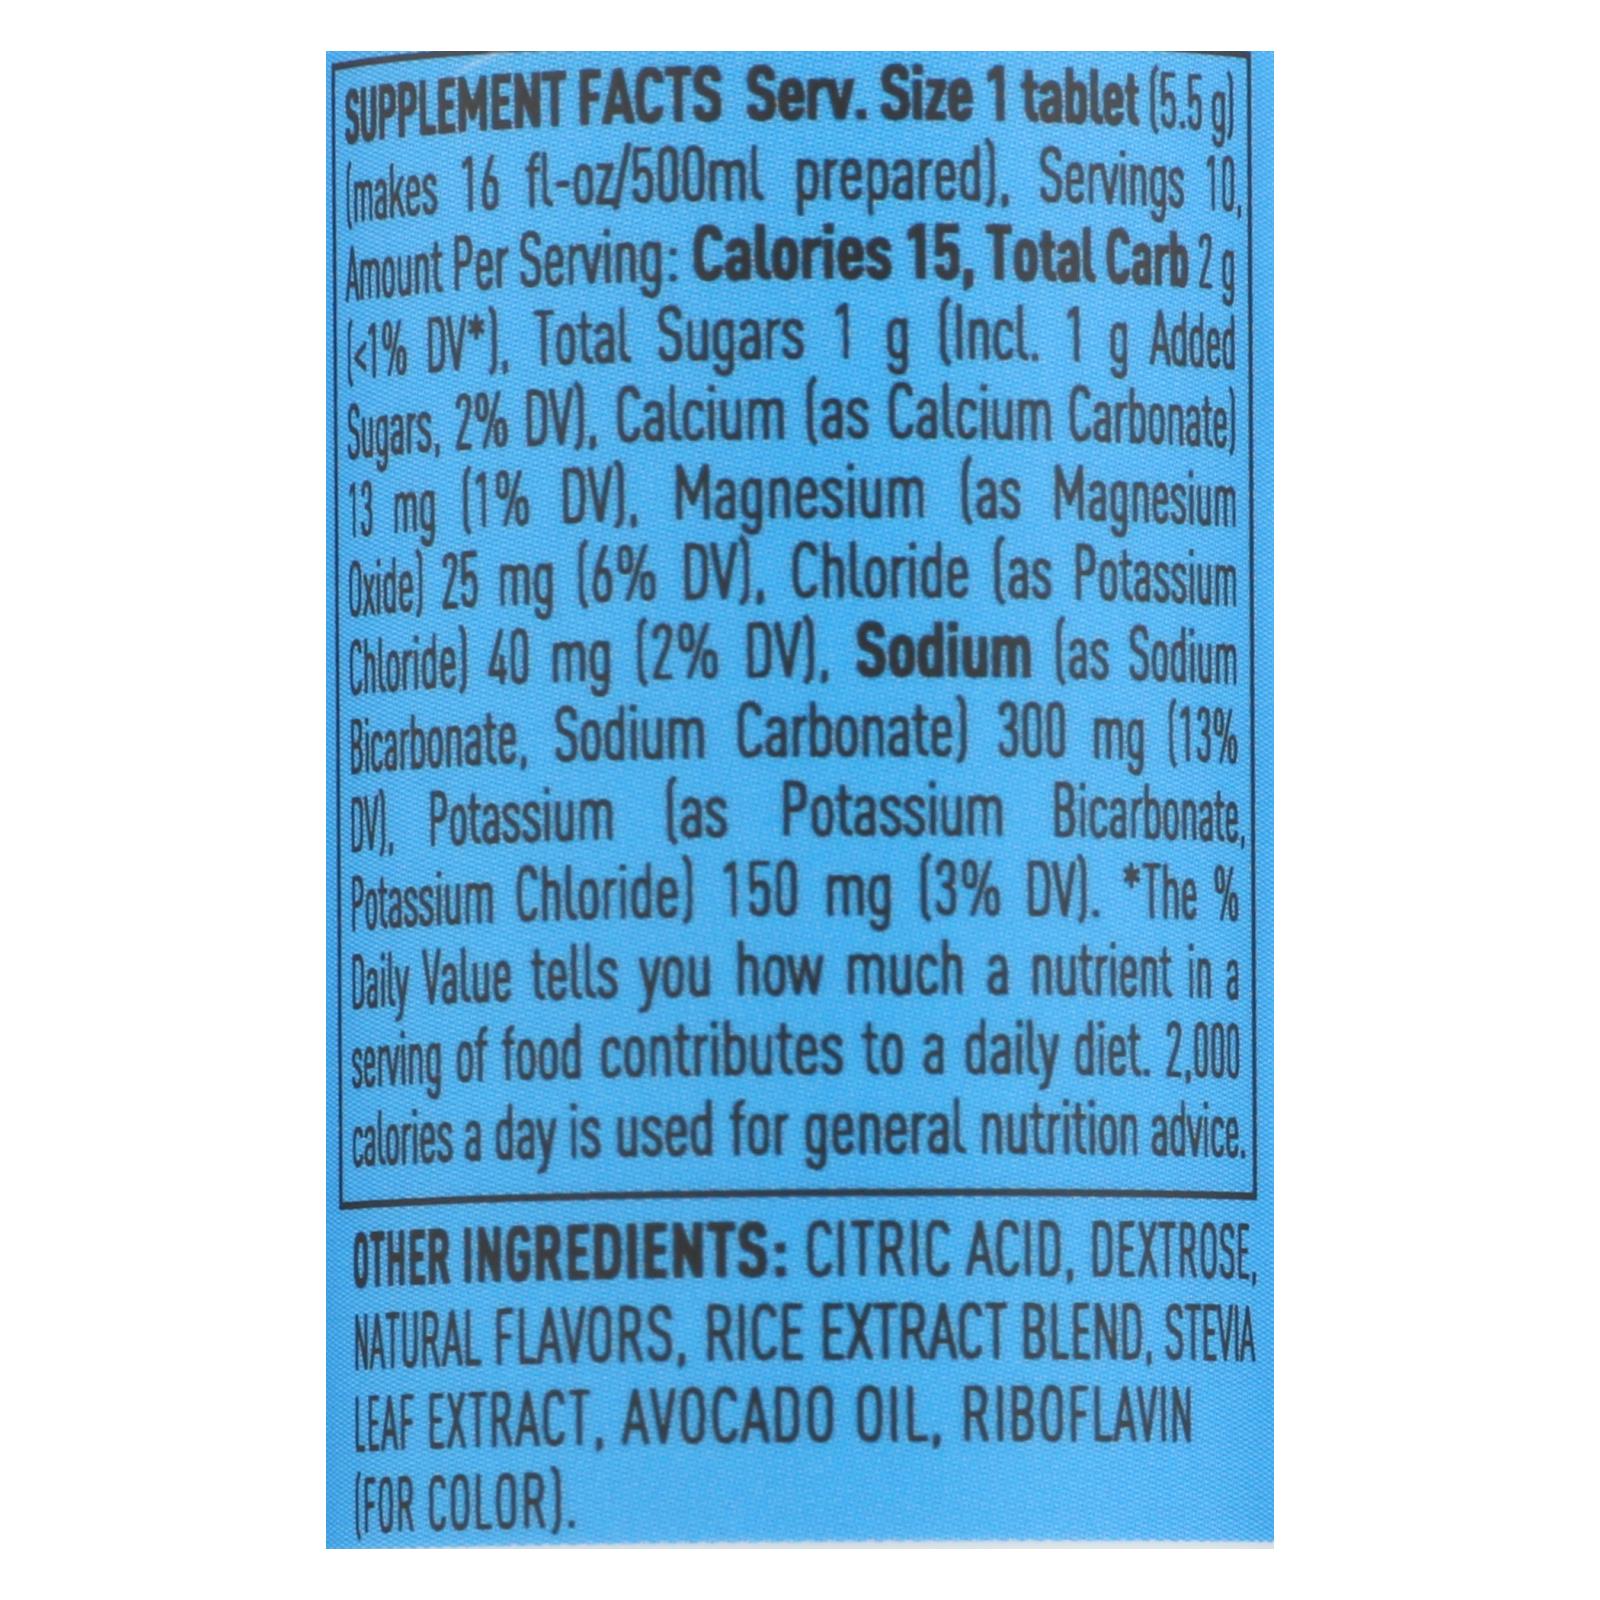 SUPPLEMENT FACTS Serv. Size 1 tablet (5.5 g)
(makes 16 fl-oz/500ml prepared), Servings 10,
Amount Per Serving: Calories 15, Total Carb 2 g
(<1% DV*), Total Sugars 1 g (Incl. 1 g Added
Sugars, 2% DV), Calcium (as Calcium Carbonate)
13 mg (1% DV), Magnesium (as Magnesium
Oxide) 25 mg (6% DV), Chloride (as Potassium
Chloride) 40 mg (2% DV), Sodium (as Sodium
Bicarbonate, Sodium Carbonate) 300 mg (13%
DV), Potassium (as Potassium Bicarbonate,
Potassium Chloride) 150 mg (3% DV). *The %
Daily Value tells you how much a nutrient in a
serving of food contributes to a daily diet. 2,000
calories a day is used for general nutrition advice.
OTHER INGREDIENTS: CITRIC ACID, DEXTROSE,
NATURAL FLAVORS, RICE EXTRACT BLEND, STEVIA
LEAF EXTRACT, AVOCADO OIL, RIBOFLAVIN
(FOR COLOR).